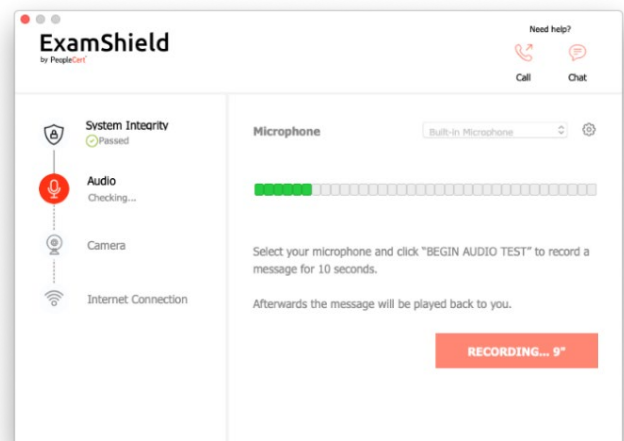 ExamShield
by PeopleCert
Need help?
Call
Chat
System Integrity
Passed
Audio
Checking...
Camera
Internet Connection
Microphone
Built-in Microphone
Select your microphone and click "BEGIN AUDIO TEST" to record a
message for 10 seconds.
Afterwards the message will be played back to you.
RECORDING... 9"